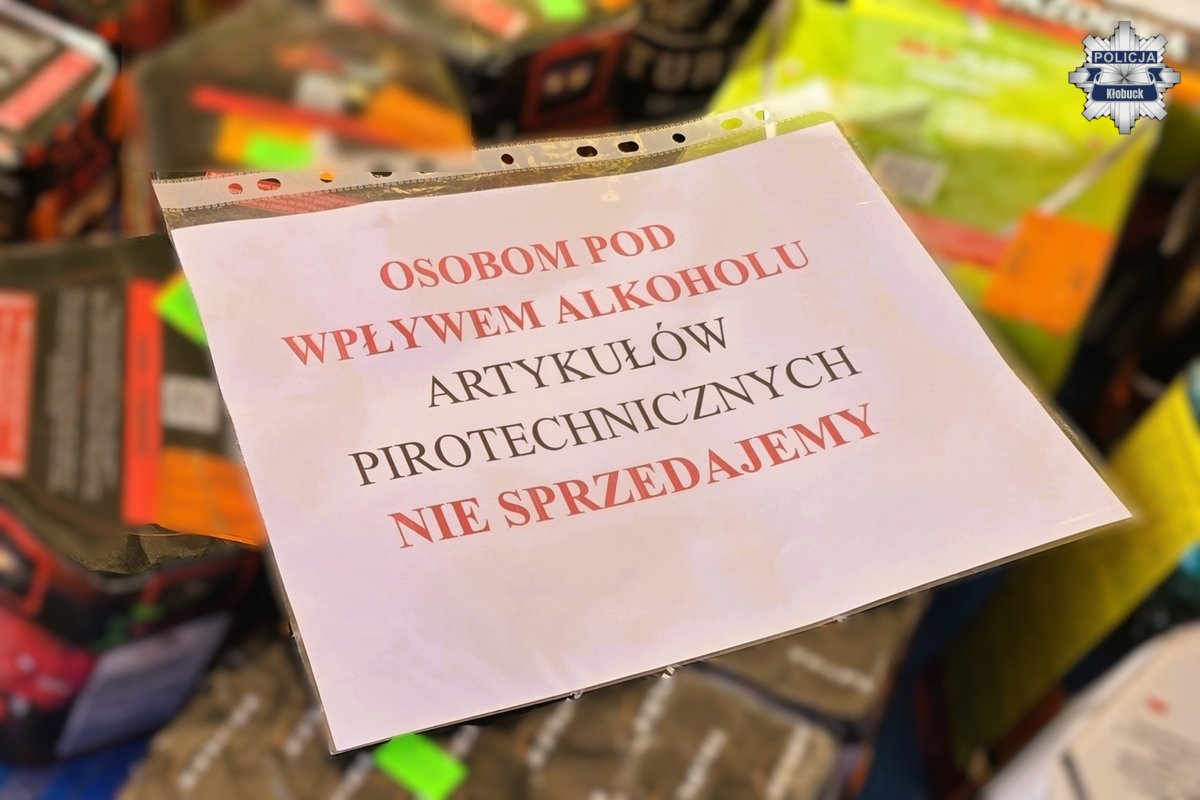 POLICJA
Kłobuck
OSOBOM POD
WPŁYWEM ALKOHOLU
ARTYKUŁÓW
PIROTECHNICZNYCH
NIE SPRZEDAJEMY